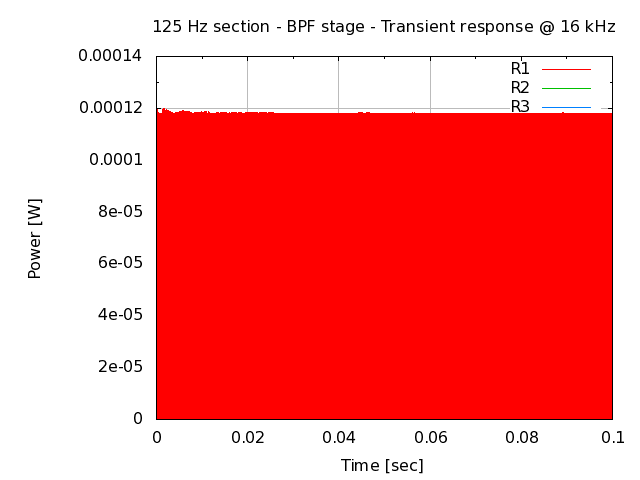 125 Hz section - BPF stage - Transient response @ 16 kHz
0.00014
0.00012
0.0001
8e-05
6e-05
4e-05
2e-05
0
Power [W]
R1
R2
R3
0 0.02 0.04 0.06 0.08 0.1
Time [sec]